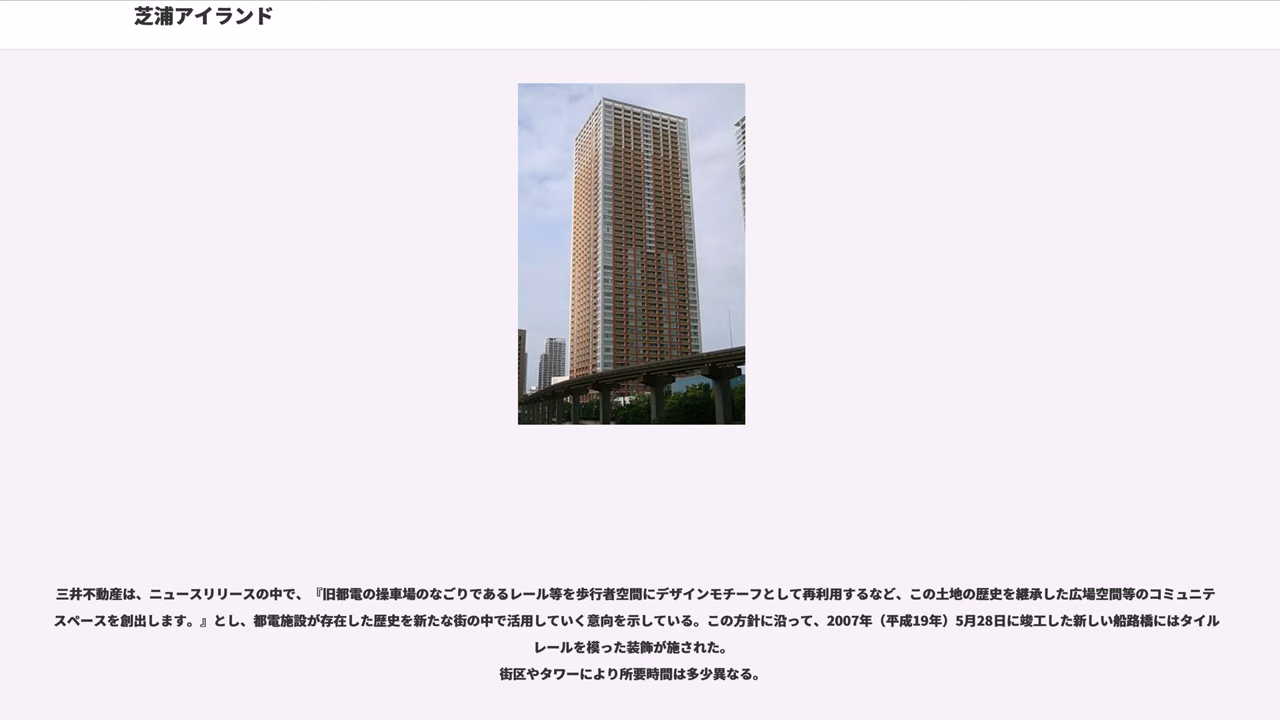 芝浦アイランド
三井不動産は、ニュースリリースの中で、『旧都電の操車場のなごりであるレール等を歩行者空間にデザインモチーフとして再利用するなど、この土地の歴史を継承した広場空間等のコミュニテ
スペースを創出します。』とし、都電施設が存在した歴史を新たな街の中で活用していく意向を示している。この方針に沿って、2007年（平成19年）5月28日に竣工した新しい船路橋にはタイル
レールを模った装飾が施された。
街区やタワーにより所要時間は多少異なる。